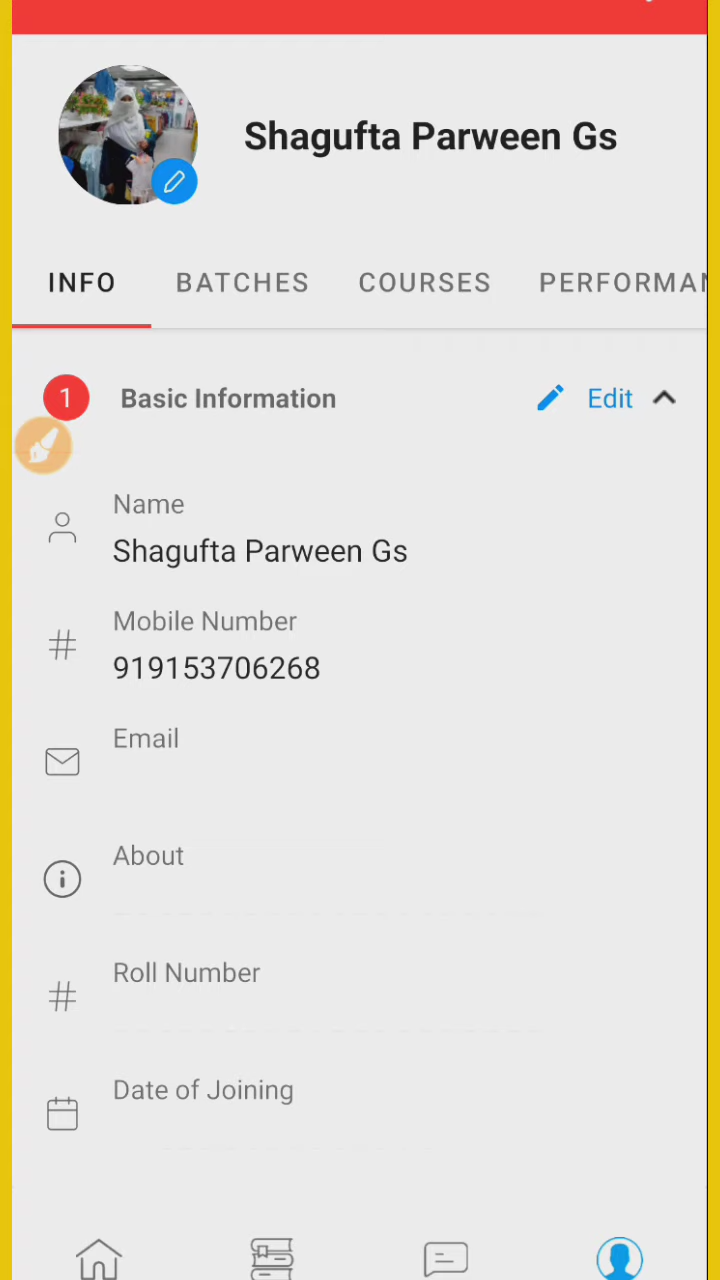 Shagufta Parween Gs
INFO BATCHES COURSES PERFORMAN
1 Basic Information Edit
Name
Shagufta Parween Gs
Mobile Number
919153706268
Email
About
Roll Number
Date of Joining